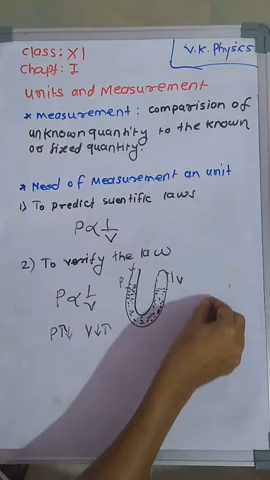 Class: XI
V.K. Physics
Chapt: I
Units and Measurement
* Measurement : comparision of
unknown quantity to the known
or fixed quantity.
* Need of Measurement an unit
1) To predict scientific laws
P∝ 1/V
2) To verify the law
P∝ 1/V
P V
P↑↓ V↓↑